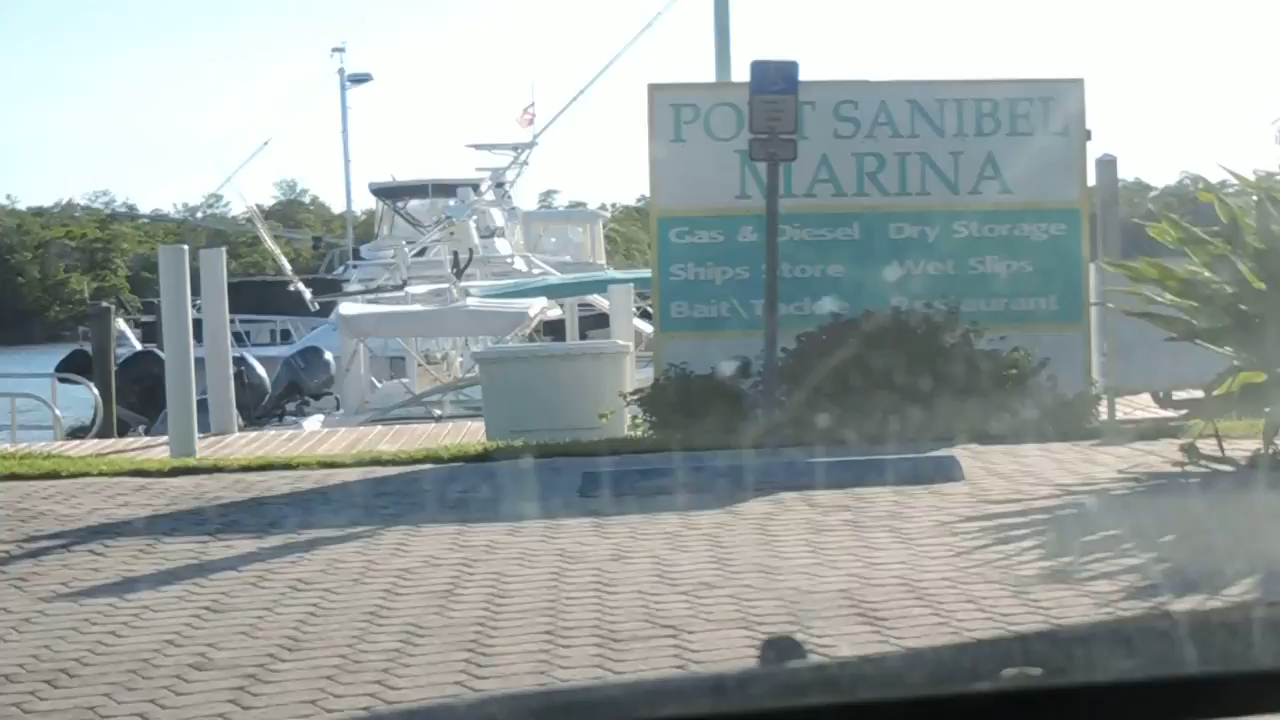 PORT SANIBEL
MARINA
Gas & Diesel Dry Storage
Ships Store Wet Slips
Bait\Tackle Restaurant